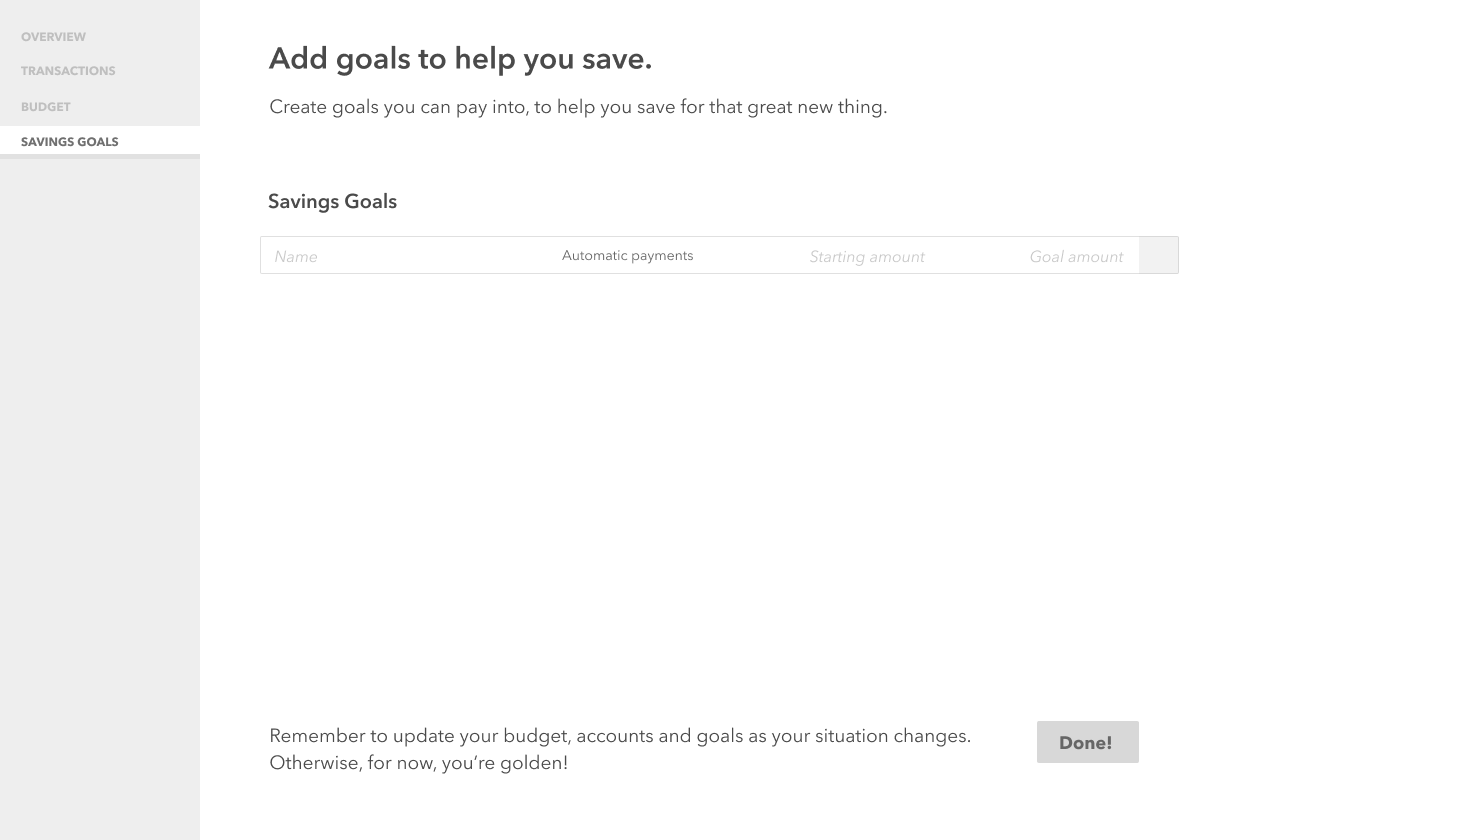 OVERVIEW
TRANSACTIONS
BUDGET
SAVINGS GOALS
Add goals to help you save.
Create goals you can pay into, to help you save for that great new thing.
Savings Goals
Name Automatic payments Starting amount Goal amount
Remember to update your budget, accounts and goals as your situation changes.
Otherwise, for now, you’re golden!
Done!